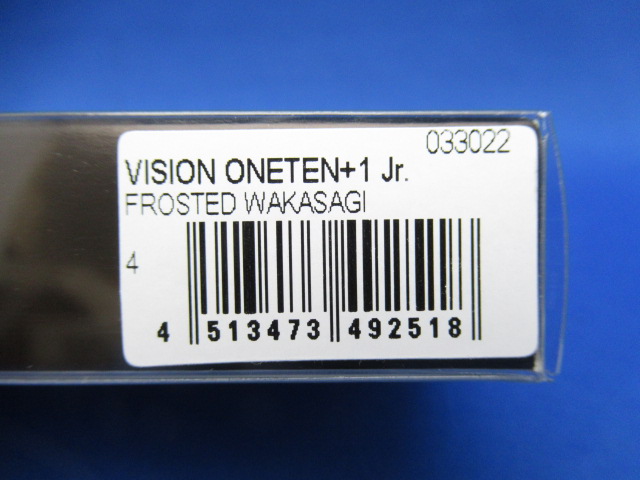 033022
VISION ONETEN+1 Jr.
FROSTED WAKASAGI
4
4 513473 492518